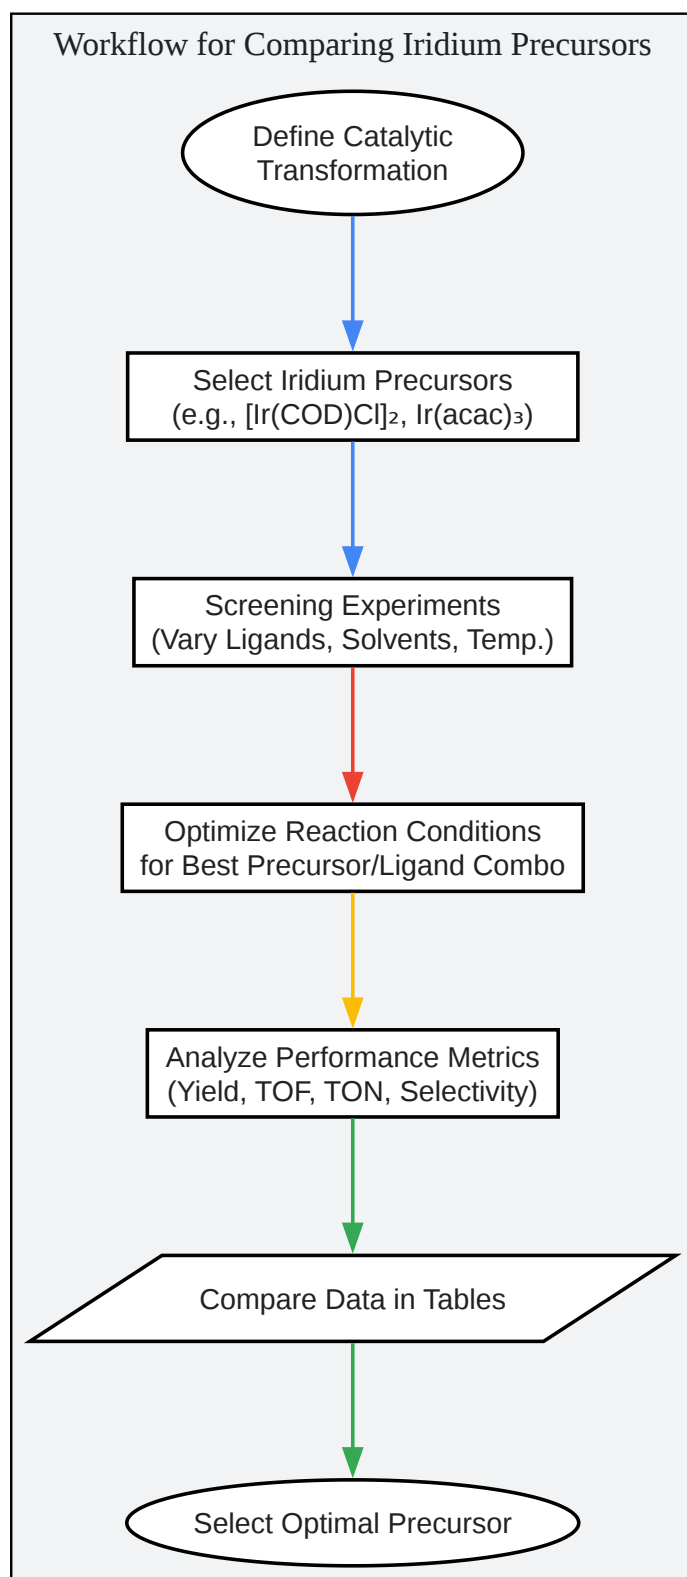 Workflow for Comparing Iridium Precursors
Define Catalytic
Transformation
Select Iridium Precursors
(e.g., [Ir(COD)Cl]₂, Ir(acac)₃)
Screening Experiments
(Vary Ligands, Solvents, Temp.)
Optimize Reaction Conditions
for Best Precursor/Ligand Combo
Analyze Performance Metrics
(Yield, TOF, TON, Selectivity)
Compare Data in Tables
Select Optimal Precursor